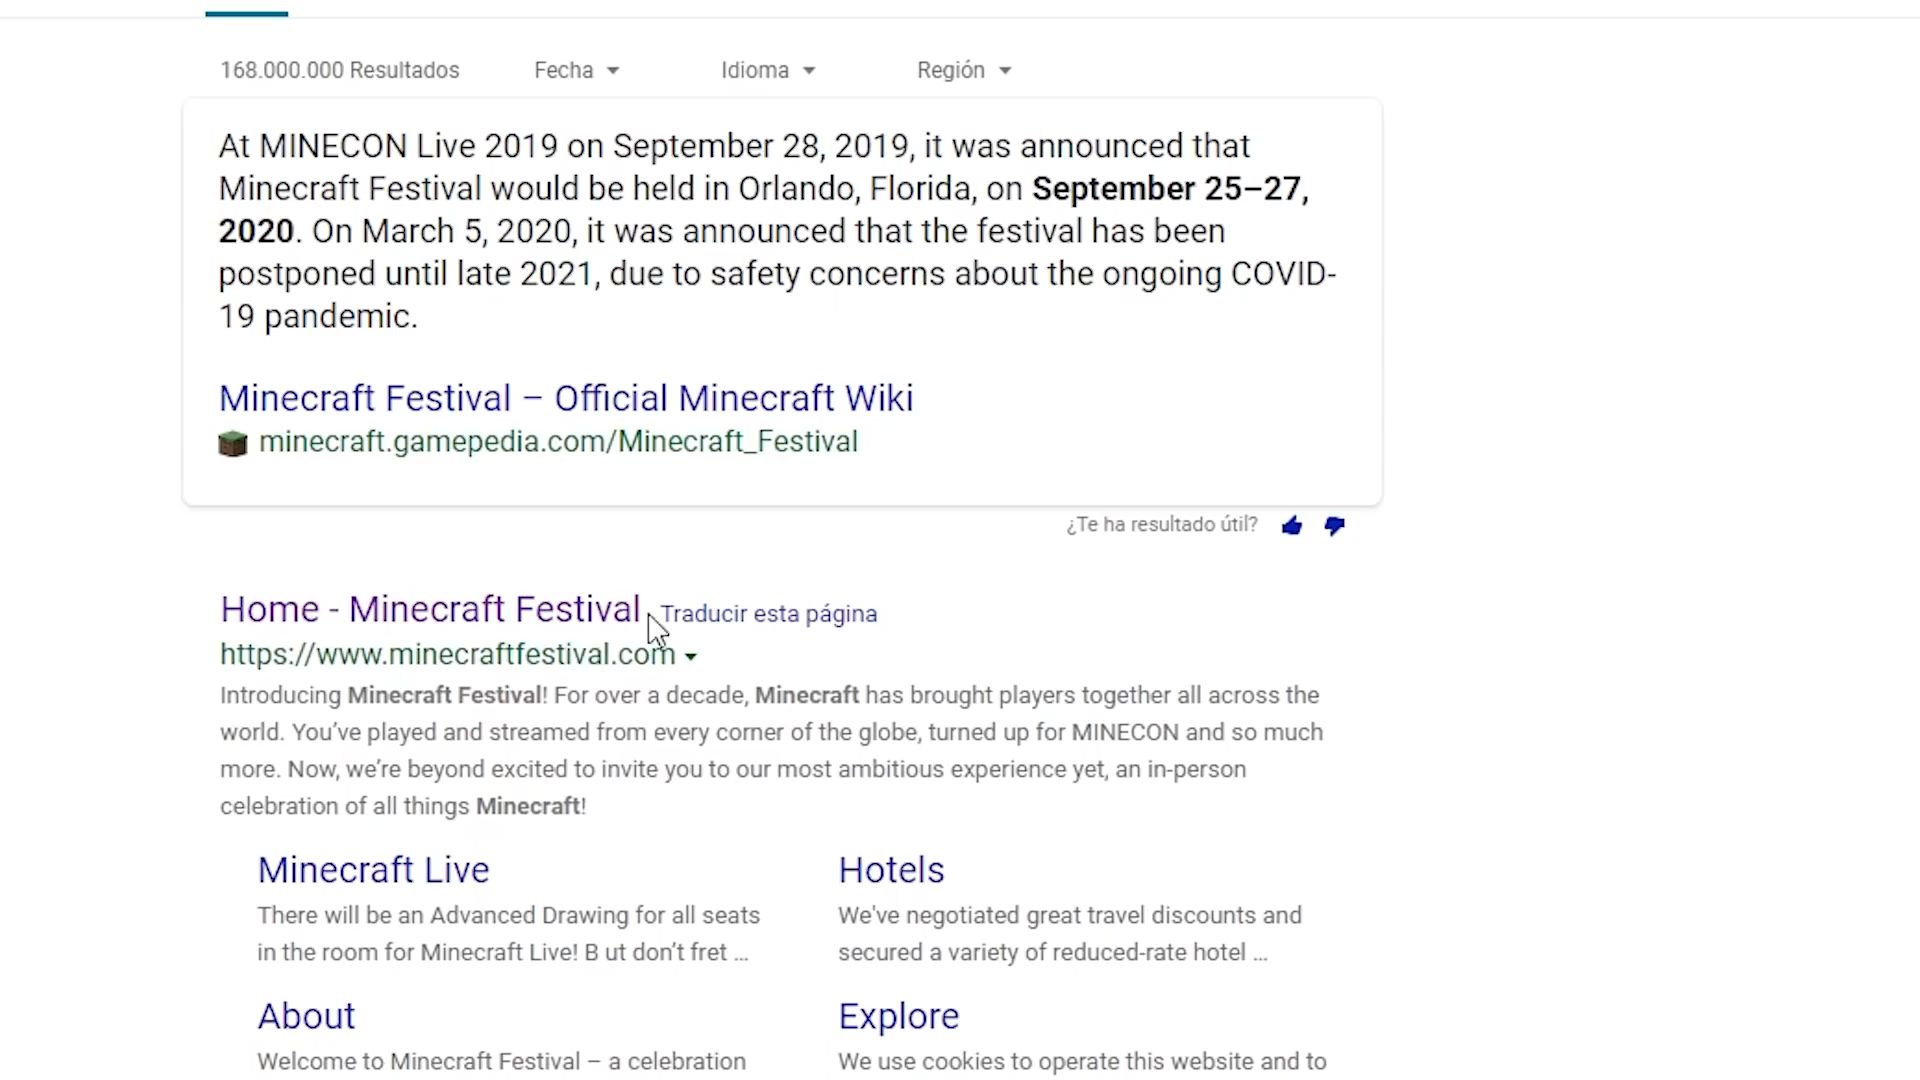 168.000.000 Resultados Fecha Idioma Región
At MINECON Live 2019 on September 28, 2019, it was announced that
Minecraft Festival would be held in Orlando, Florida, on September 25–27,
2020. On March 5, 2020, it was announced that the festival has been
postponed until late 2021, due to safety concerns about the ongoing COVID-
19 pandemic.
Minecraft Festival – Official Minecraft Wiki
minecraft.gamepedia.com/Minecraft_Festival
¿Te ha resultado útil?
Home - Minecraft Festival Traducir esta página
https://www.minecraftfestival.com
Introducing Minecraft Festival! For over a decade, Minecraft has brought players together all across the
world. You’ve played and streamed from every corner of the globe, turned up for MINECON and so much
more. Now, we’re beyond excited to invite you to our most ambitious experience yet, an in-person
celebration of all things Minecraft!
Minecraft Live
There will be an Advanced Drawing for all seats
in the room for Minecraft Live! B ut don’t fret ...
Hotels
We've negotiated great travel discounts and
secured a variety of reduced-rate hotel ...
About
Welcome to Minecraft Festival – a celebration
Explore
We use cookies to operate this website and to